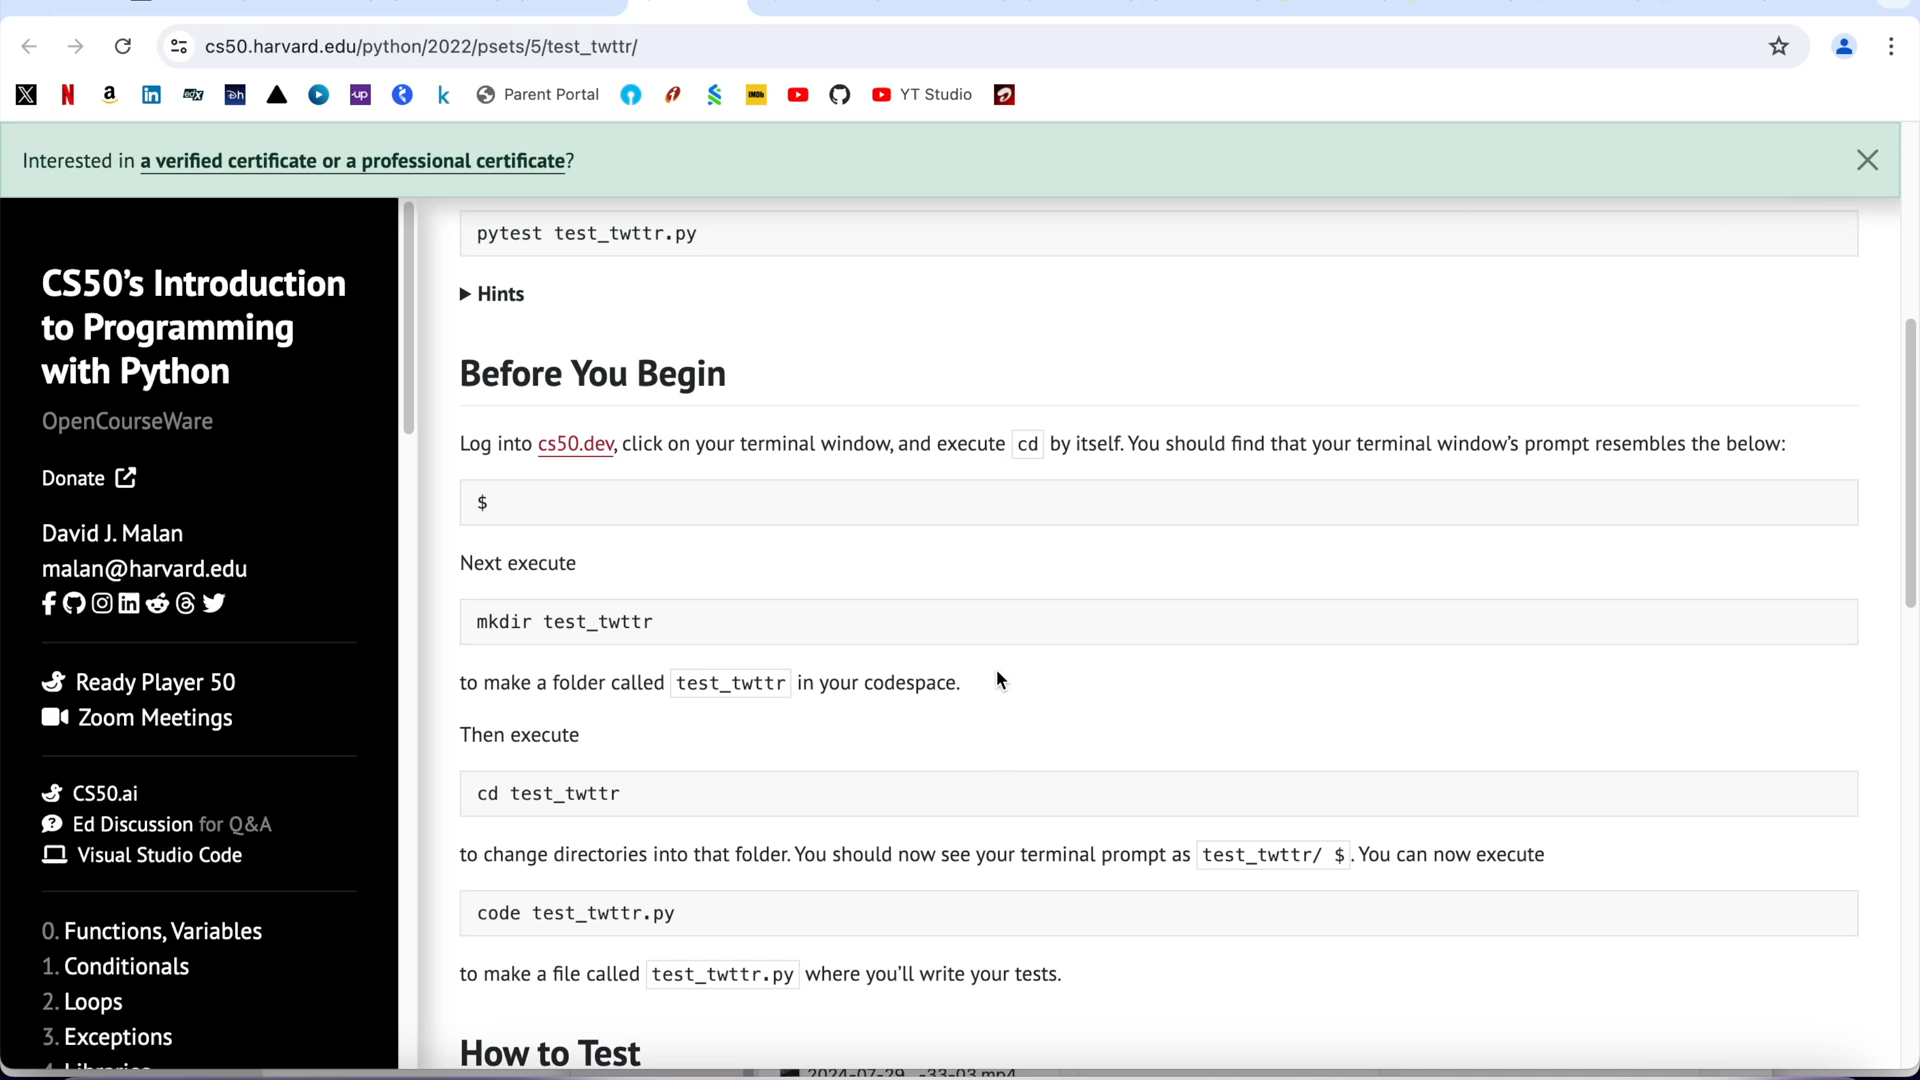 cs50.harvard.edu/python/2022/psets/5/test_twttr/
X N a in edX Dh up k Parent Portal IMDb YT Studio
Interested in a verified certificate or a professional certificate?
CS50’s Introduction
to Programming
with Python
OpenCourseWare
Donate
David J. Malan
malan@harvard.edu
Ready Player 50
Zoom Meetings
CS50.ai
Ed Discussion for Q&A
Visual Studio Code
0. Functions, Variables
1. Conditionals
2. Loops
3. Exceptions
4. Libraries
pytest test_twttr.py
Hints
Before You Begin
Log into cs50.dev, click on your terminal window, and execute cd by itself. You should find that your terminal window’s prompt resembles the below:
$
Next execute
mkdir test_twttr
to make a folder called test_twttr in your codespace.
Then execute
cd test_twttr
to change directories into that folder. You should now see your terminal prompt as test_twttr/ $. You can now execute
code test_twttr.py
to make a file called test_twttr.py where you’ll write your tests.
How to Test